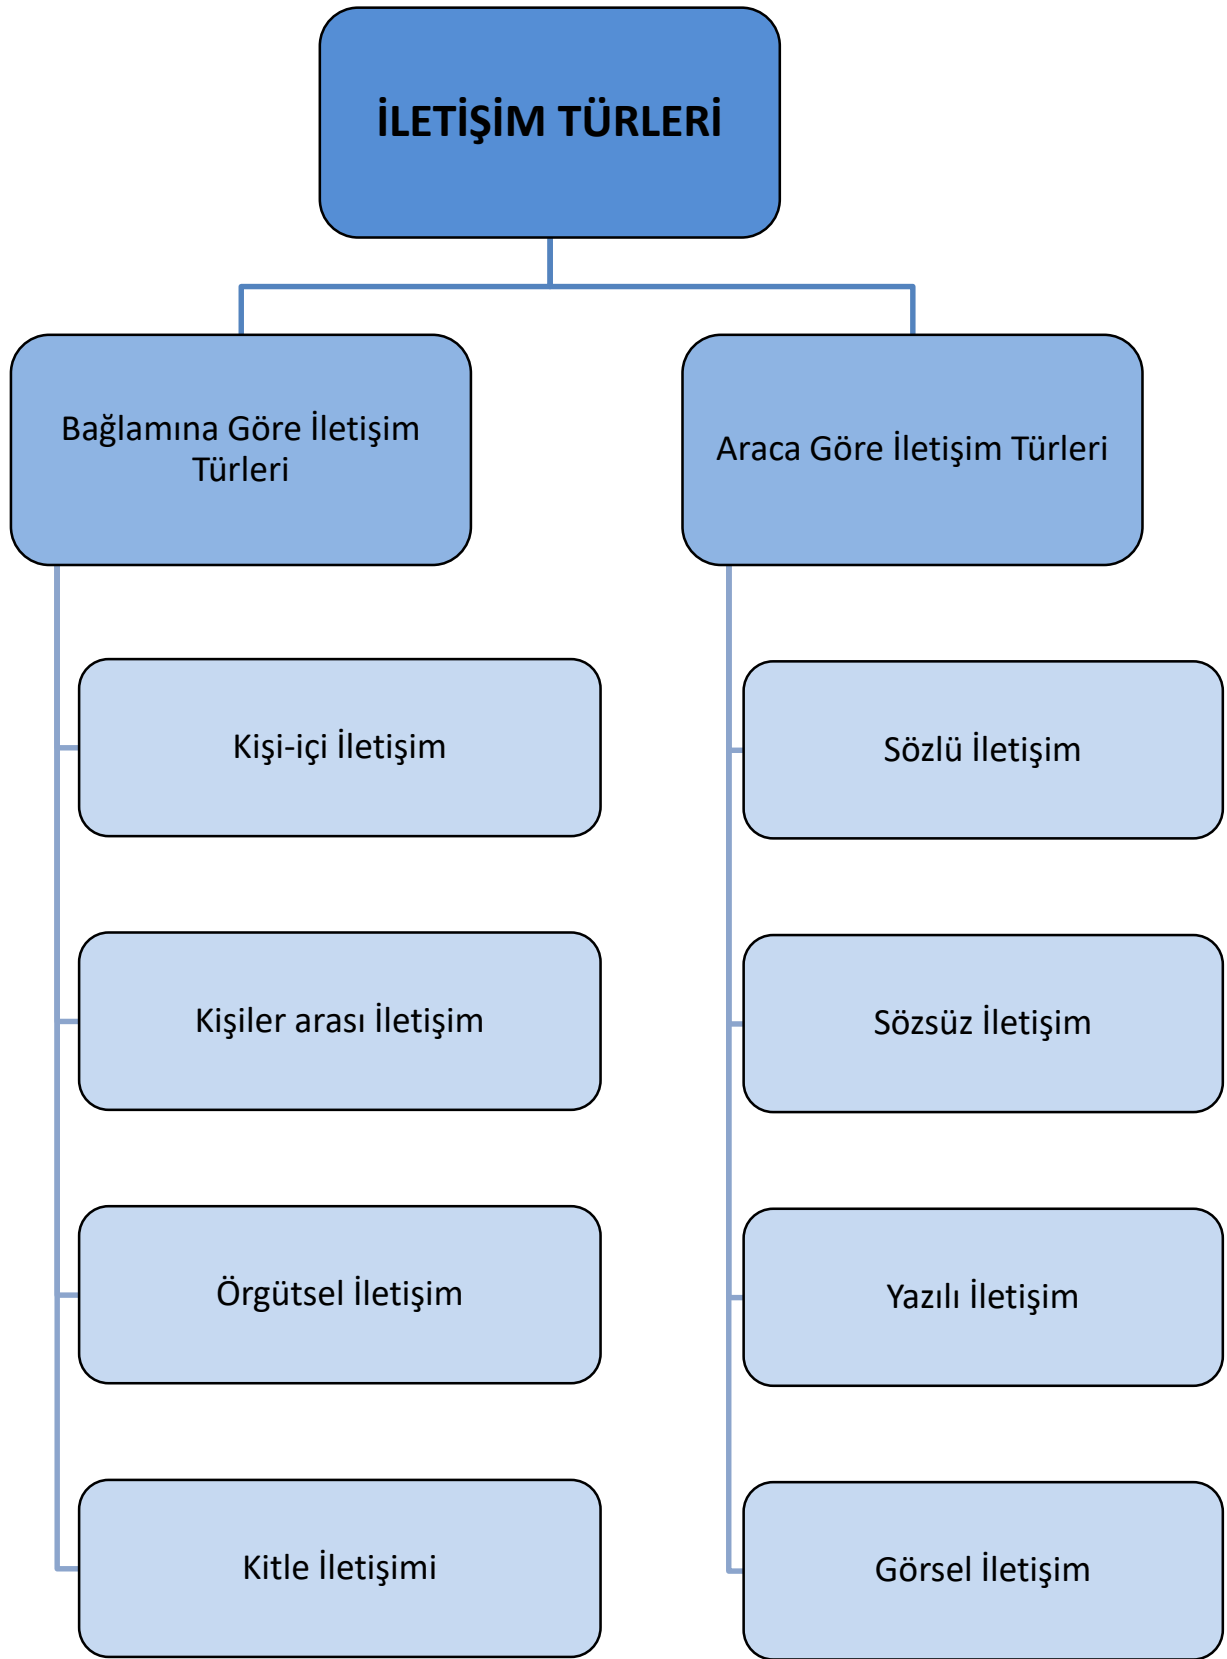 İLETİŞİM TÜRLERİ
Bağlamına Göre İletişim
Türleri
Kişi-içi İletişim
Kişiler arası İletişim
Örgütsel İletişim
Kitle İletişimi
Araca Göre İletişim Türleri
Sözlü İletişim
Sözsüz İletişim
Yazılı İletişim
Görsel İletişim